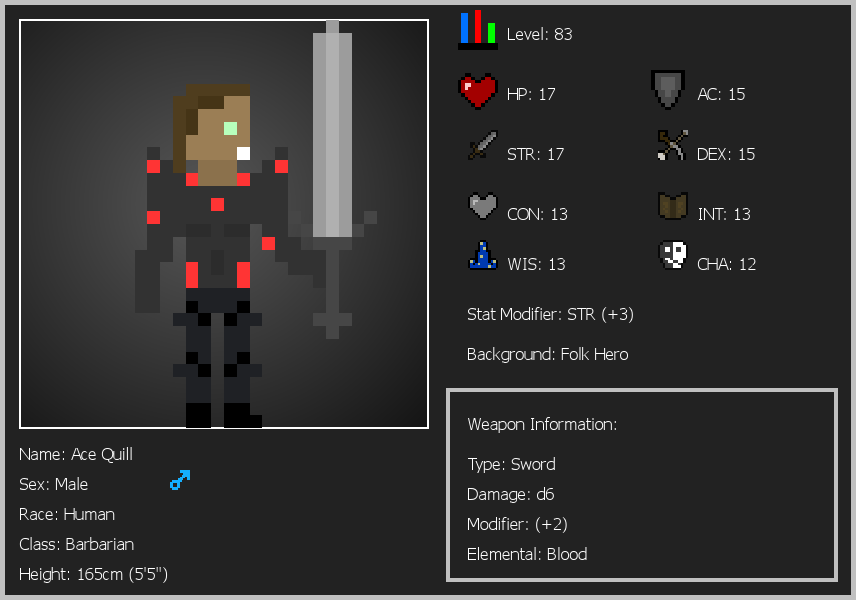 Level: 83
HP: 17
AC: 15
STR: 17
DEX: 15
CON: 13
INT: 13
WIS: 13
CHA: 12
Stat Modifier: STR (+3)
Background: Folk Hero
Weapon Information:
Type: Sword
Damage: d6
Modifier: (+2)
Elemental: Blood
Name: Ace Quill
Sex: Male
Race: Human
Class: Barbarian
Height: 165cm (5'5")